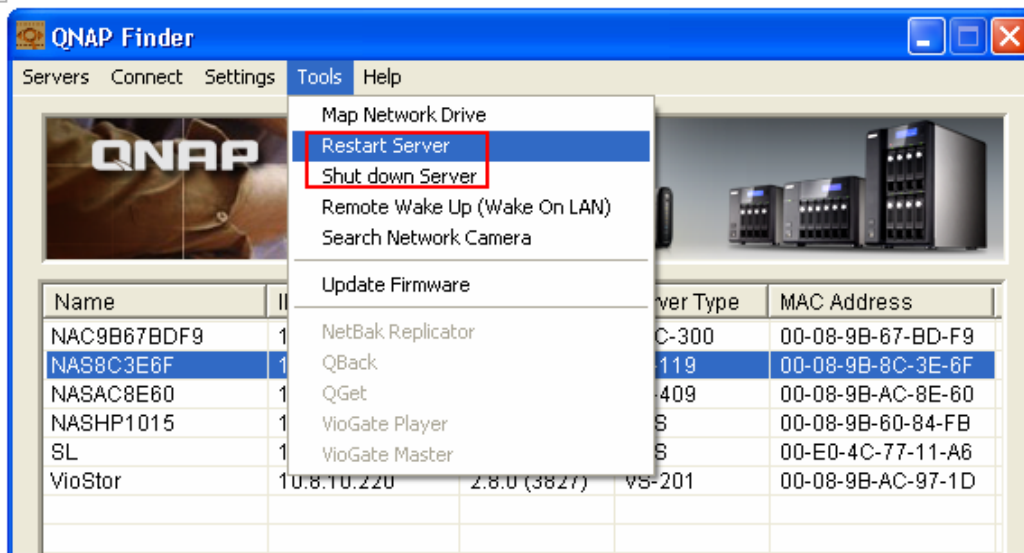 QNAP Finder
Servers Connect Settings Tools Help
Map Network Drive
Restart Server
Shut down Server
Remote Wake Up (Wake On LAN)
Search Network Camera
Update Firmware
NetBak Replicator
QBack
QGet
VioGate Player
VioGate Master
QNAP
Name MAC Address
Type
NAC9B67BDF9 00-08-9B-67-BD-F9
NAS8C3E6F 00-08-9B-8C-3E-6F
NASAC8E60 00-08-9B-AC-8E-60
NASHP1015 00-08-9B-60-84-FB
SL 00-E0-4C-77-11-A6
VioStor 10.8.10.220 2.8.0 (3827) VS-201 00-08-9B-AC-97-1D